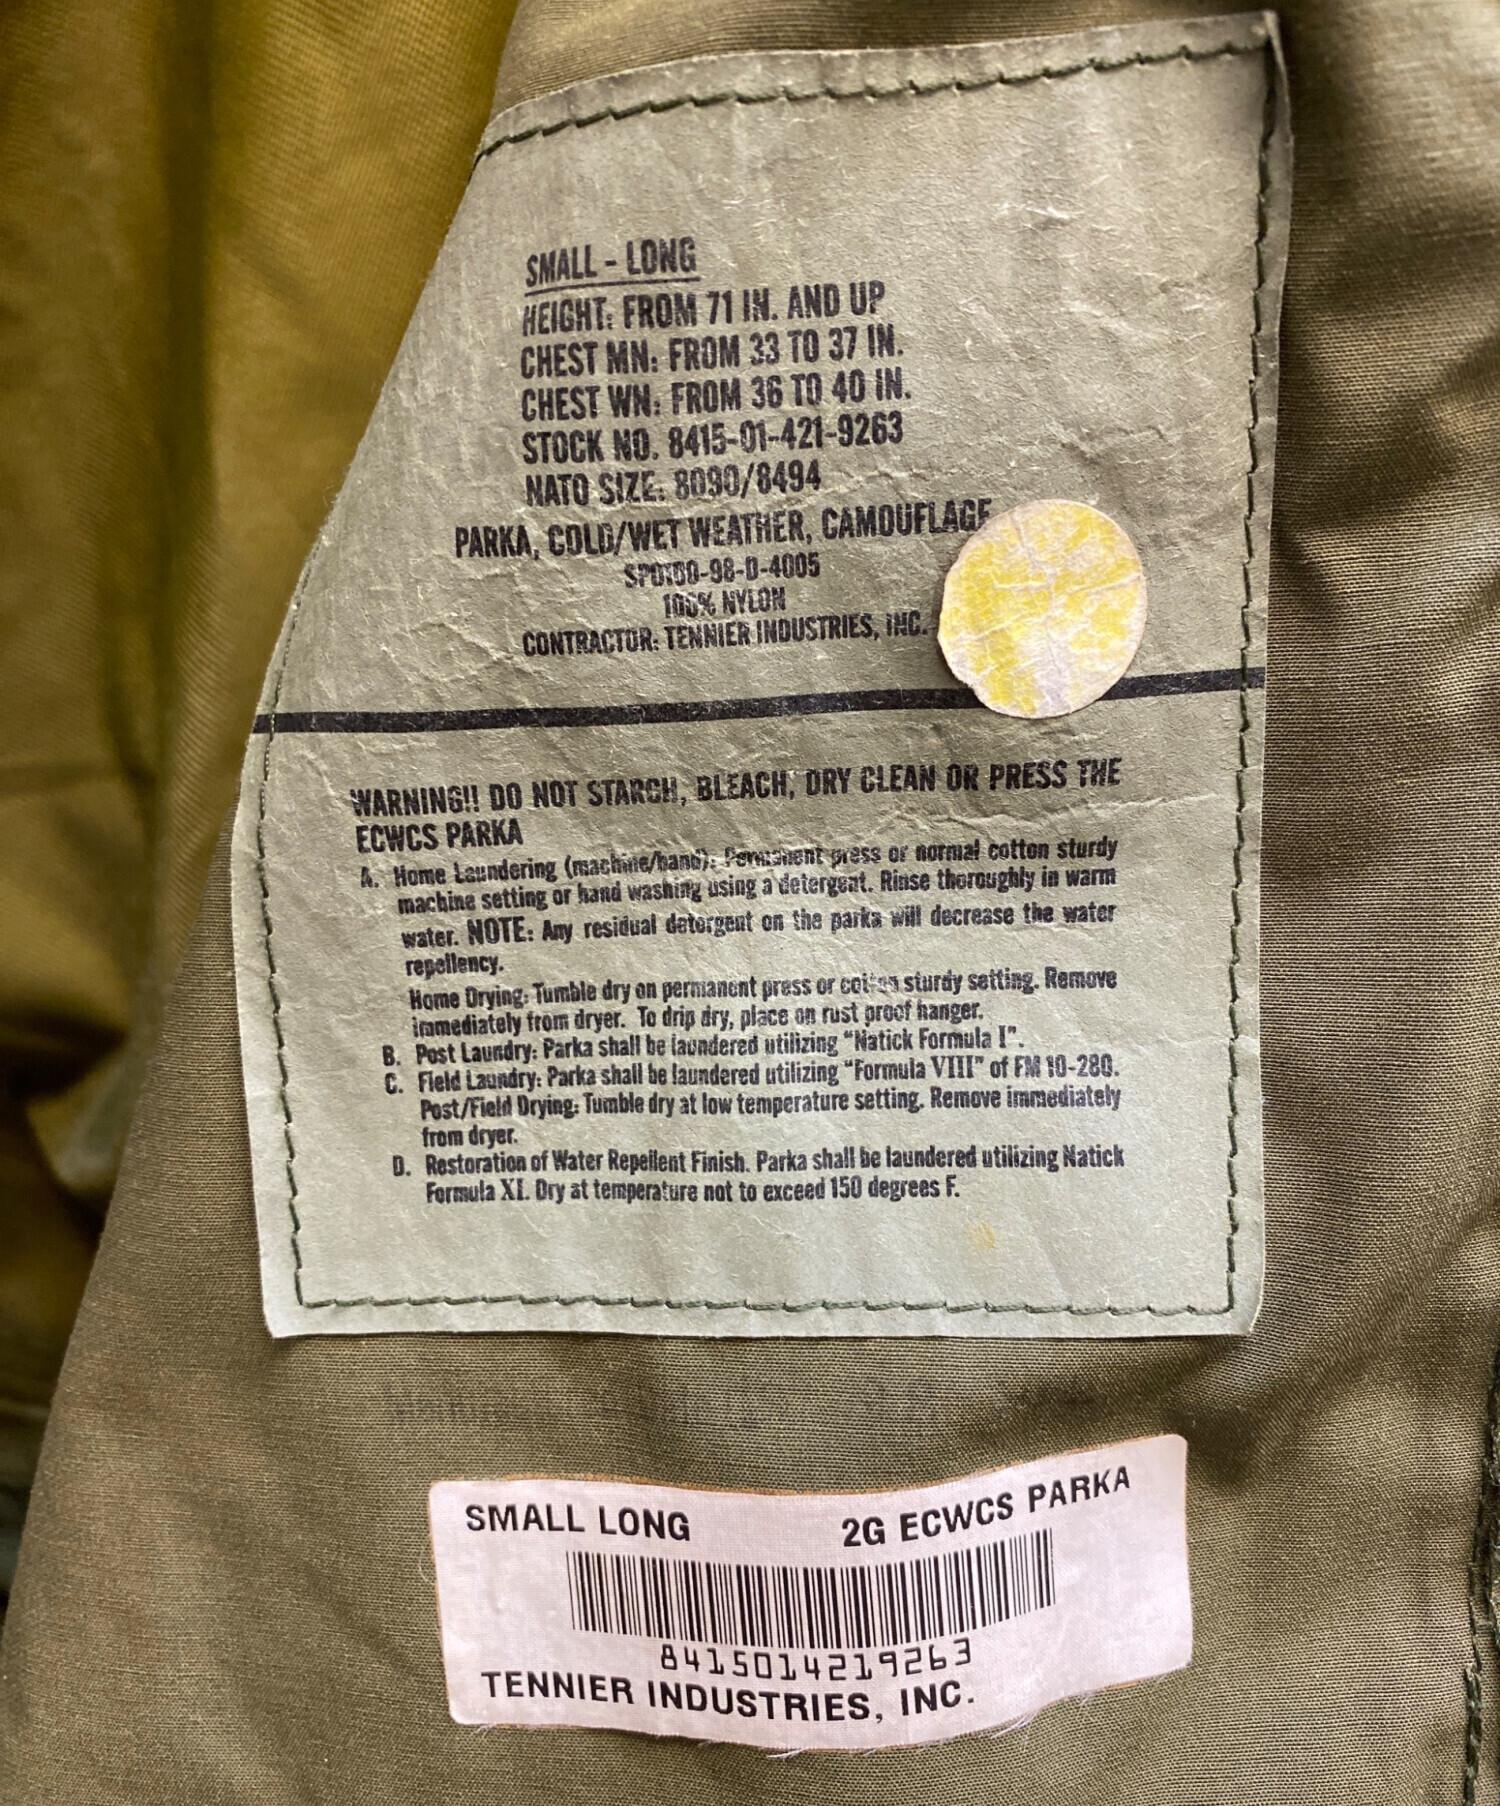 SMALL - LONG
HEIGHT: FROM 71 IN. AND UP
CHEST MN: FROM 33 TO 37 IN.
CHEST WN: FROM 36 TO 40 IN.
STOCK NO. 8415-01-421-9263
NATO SIZE: 8090/8494
PARKA, COLD/WET WEATHER, CAMOUFLAGE
SPO100-98-D-4005
100% NYLON
CONTRACTOR: TENNIER INDUSTRIES, INC.
WARNING!! DO NOT STARCH, BLEACH, DRY CLEAN OR PRESS THE
ECWCS PARKA
A. Home Laundering (machine/hand): Permanent press or normal cotton sturdy
machine setting or hand washing using a detergent. Rinse thoroughly in warm
water. NOTE: Any residual detergent on the parka will decrease the water
repellency.
Home Drying: Tumble dry on permanent press or cotton sturdy setting. Remove
immediately from dryer. To drip dry, place on rust proof hanger.
B. Post Laundry: Parka shall be laundered utilizing "Natick Formula I".
C. Field Laundry: Parka shall be laundered utilizing "Formula VIII" of FM 10-280.
Post/Field Drying: Tumble dry at low temperature setting. Remove immediately
from dryer.
D. Restoration of Water Repellent Finish. Parka shall be laundered utilizing Natick
Formula XI. Dry at temperature not to exceed 150 degrees F.
SMALL LONG 2G ECWCS PARKA
8415014219263
TENNIER INDUSTRIES, INC.